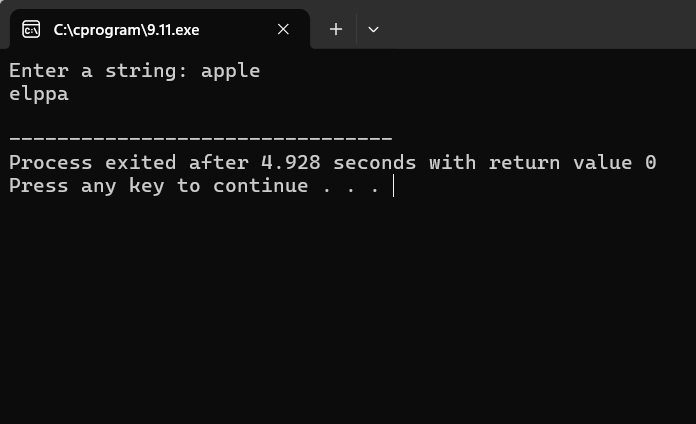 C:\cprogram\9.11.exe
Enter a string: apple
elppa
--------------------------------
Process exited after 4.928 seconds with return value 0
Press any key to continue . . .